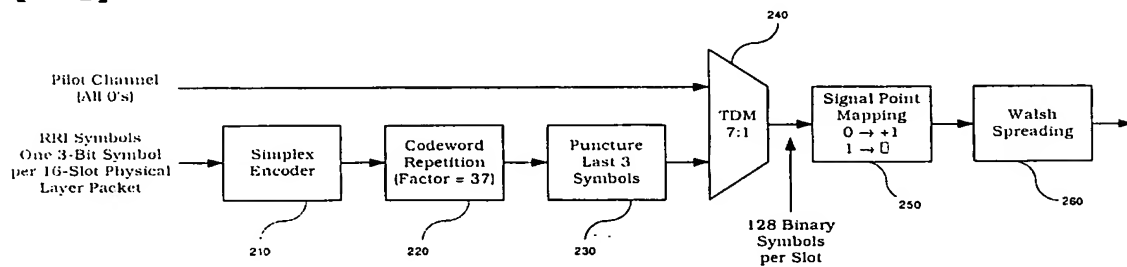 240
Pilot Channel
(All 0's)
RRI Symbols
One 3-Bit Symbol
per 16-Slot Physical
Layer Packet
Simplex
Encoder
Codeword
Repetition
(Factor = 37)
Puncture
Last 3
Symbols
TDM
7:1
Signal Point
Mapping
0 → +1
1 →
Walsh
Spreading
210
220
230
128 Binary
Symbols
per Slot
250
260